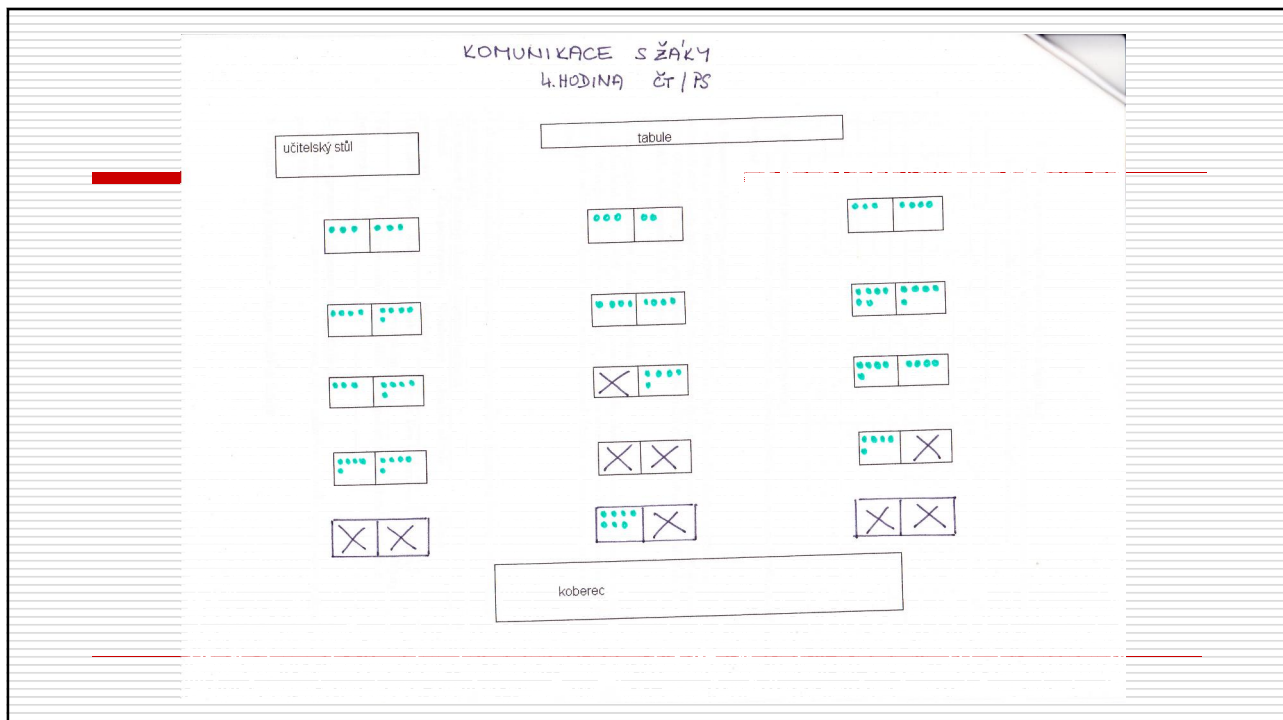 KOMUNIKACE S ŽÁKY
4. HODINA ČT / PS
učitelský stůl
tabule
koberec